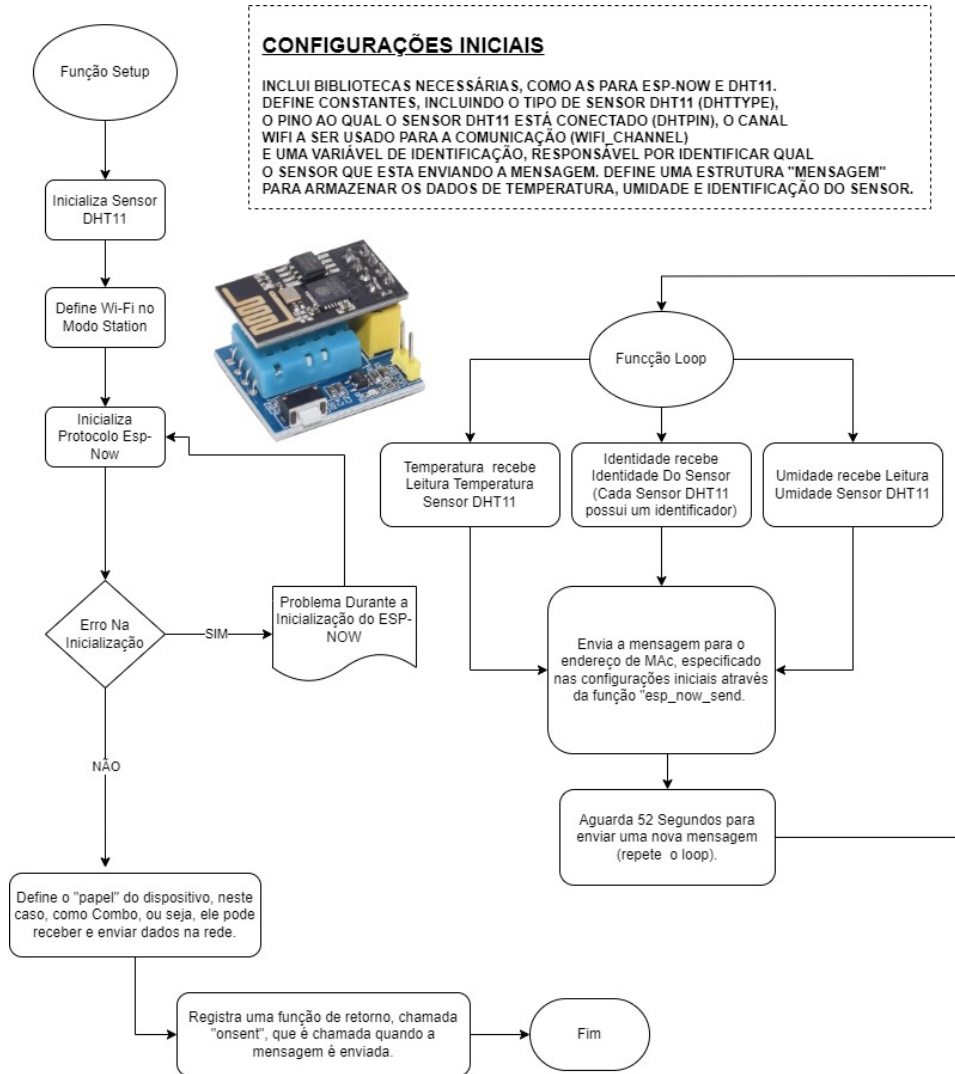 Função Setup
CONFIGURAÇÕES INICIAIS
INCLUI BIBLIOTECAS NECESSÁRIAS, COMO AS PARA ESP-NOW E DHT11.
DEFINE CONSTANTES, INCLUINDO O TIPO DE SENSOR DHT11 (DHTTYPE),
O PINO AO QUAL O SENSOR DHT11 ESTÁ CONECTADO (DHTPIN), O CANAL
WIFI A SER USADO PARA A COMUNICAÇÃO (WIFI_CHANNEL)
E UMA VARIÁVEL DE IDENTIFICAÇÃO, RESPONSÁVEL POR IDENTIFICAR QUAL
O SENSOR QUE ESTA ENVIANDO A MENSAGEM. DEFINE UMA ESTRUTURA "MENSAGEM"
PARA ARMAZENAR OS DADOS DE TEMPERATURA, UMIDADE E IDENTIFICAÇÃO DO SENSOR.
Inicializa Sensor
DHT11
Define Wi-Fi no
Modo Station
Inicializa
Protocolo Esp-
Now
Erro Na
Inicialização
SIM
Problema Durante a
Inicialização do ESP-
NOW
NÃO
Define o "papel" do dispositivo, neste
caso, como Combo, ou seja, ele pode
receber e enviar dados na rede.
Registra uma função de retorno, chamada
"onsent", que é chamada quando a
mensagem é enviada.
Fim
Funcção Loop
Temperatura recebe
Leitura Temperatura
Sensor DHT11
Identidade recebe
Identidade Do Sensor
(Cada Sensor DHT11
possui um identificador)
Umidade recebe Leitura
Umidade Sensor DHT11
Envia a mensagem para o
endereço de MAc, especificado
nas configurações iniciais através
da função "esp_now_send.
Aguarda 52 Segundos para
enviar uma nova mensagem
(repete o loop).